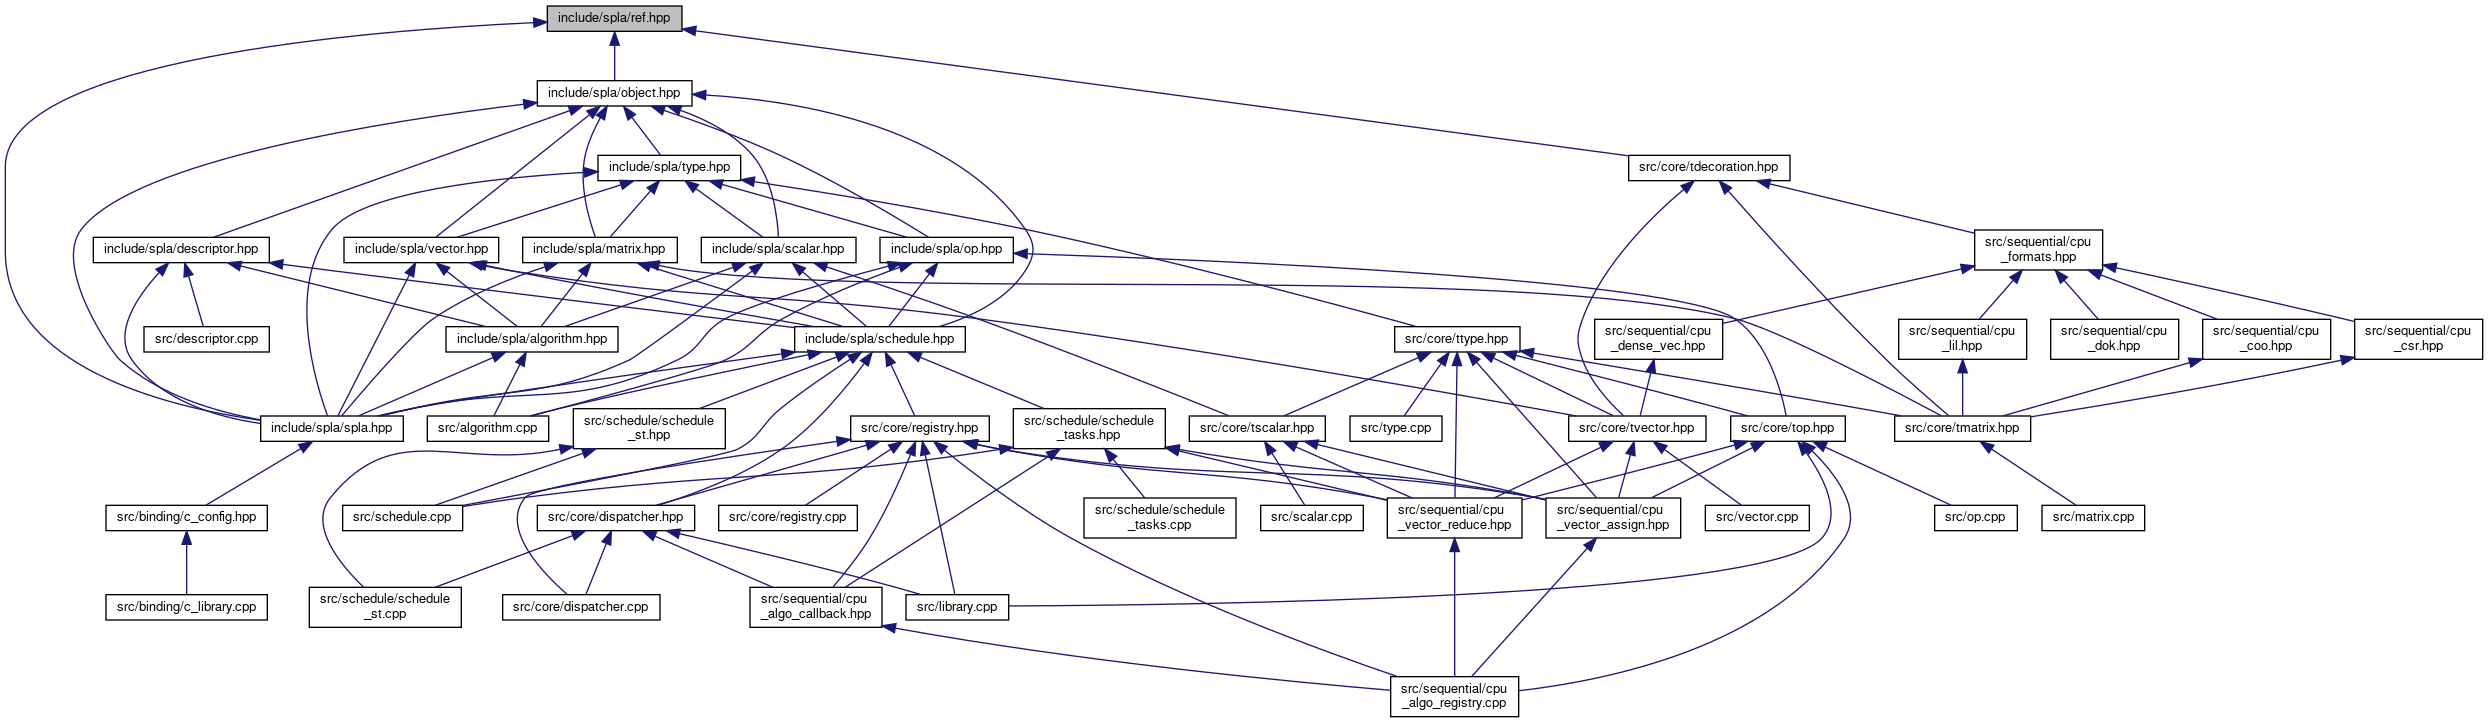 include/spla/ref.hpp
include/spla/object.hpp
include/spla/type.hpp
src/core/tdecoration.hpp
include/spla/descriptor.hpp
include/spla/vector.hpp
include/spla/matrix.hpp
include/spla/scalar.hpp
include/spla/op.hpp
src/sequential/cpu
_formats.hpp
src/descriptor.cpp
include/spla/algorithm.hpp
include/spla/schedule.hpp
src/core/ttype.hpp
src/sequential/cpu
_dense_vec.hpp
src/sequential/cpu
_lil.hpp
src/sequential/cpu
_dok.hpp
src/sequential/cpu
_coo.hpp
src/sequential/cpu
_csr.hpp
include/spla/spla.hpp
src/algorithm.cpp
src/schedule/schedule
_st.hpp
src/core/registry.hpp
src/schedule/schedule
_tasks.hpp
src/core/tscalar.hpp
src/type.cpp
src/core/tvector.hpp
src/core/top.hpp
src/core/tmatrix.hpp
src/binding/c_config.hpp
src/schedule.cpp
src/core/dispatcher.hpp
src/core/registry.cpp
src/schedule/schedule
_tasks.cpp
src/scalar.cpp
src/sequential/cpu
_vector_reduce.hpp
src/sequential/cpu
_vector_assign.hpp
src/vector.cpp
src/op.cpp
src/matrix.cpp
src/binding/c_library.cpp
src/schedule/schedule
_st.cpp
src/core/dispatcher.cpp
src/sequential/cpu
_algo_callback.hpp
src/library.cpp
src/sequential/cpu
_algo_registry.cpp